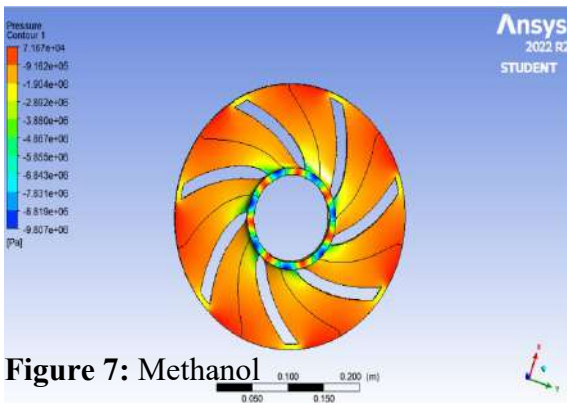 Pressure
Contour 1
7.167e+04
-9.162e+05
-1.904e+06
-2.892e+06
-3.880e+06
-4.867e+06
-5.855e+06
-6.843e+06
-7.831e+06
-8.819e+06
-9.807e+06
[Pa]
Ansys
2022 R2
STUDENT
Figure 7: Methanol
0.100
0.200 (m)
0.050
0.150
X
Y